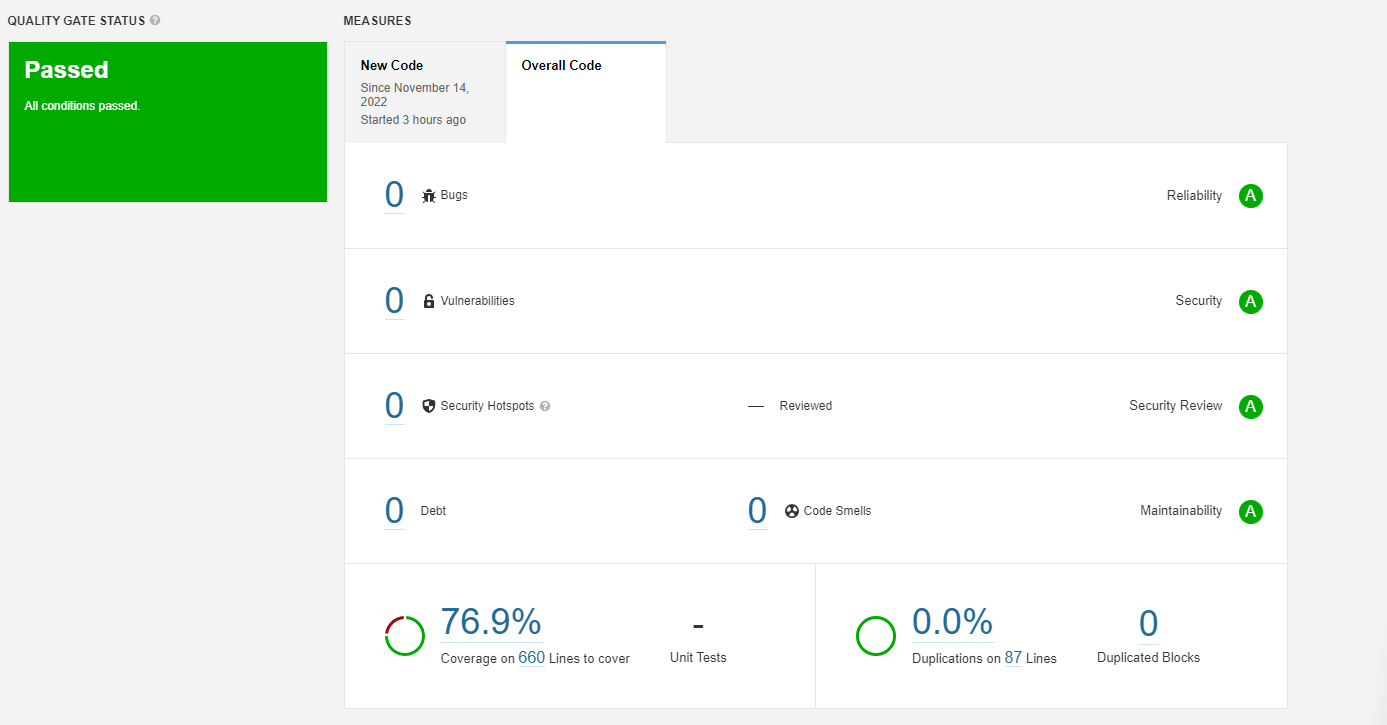 QUALITY GATE STATUS
MEASURES
Passed
All conditions passed.
New Code
Since November 14,
2022
Started 3 hours ago
Overall Code
0 Bugs
Reliability A
0 Vulnerabilities
Security A
0 Security Hotspots ?
— Reviewed
Security Review A
0 Debt
0 Code Smells
Maintainability A
76.9%
Coverage on 660 Lines to cover
-
Unit Tests
0.0%
Duplications on 87 Lines
0
Duplicated Blocks